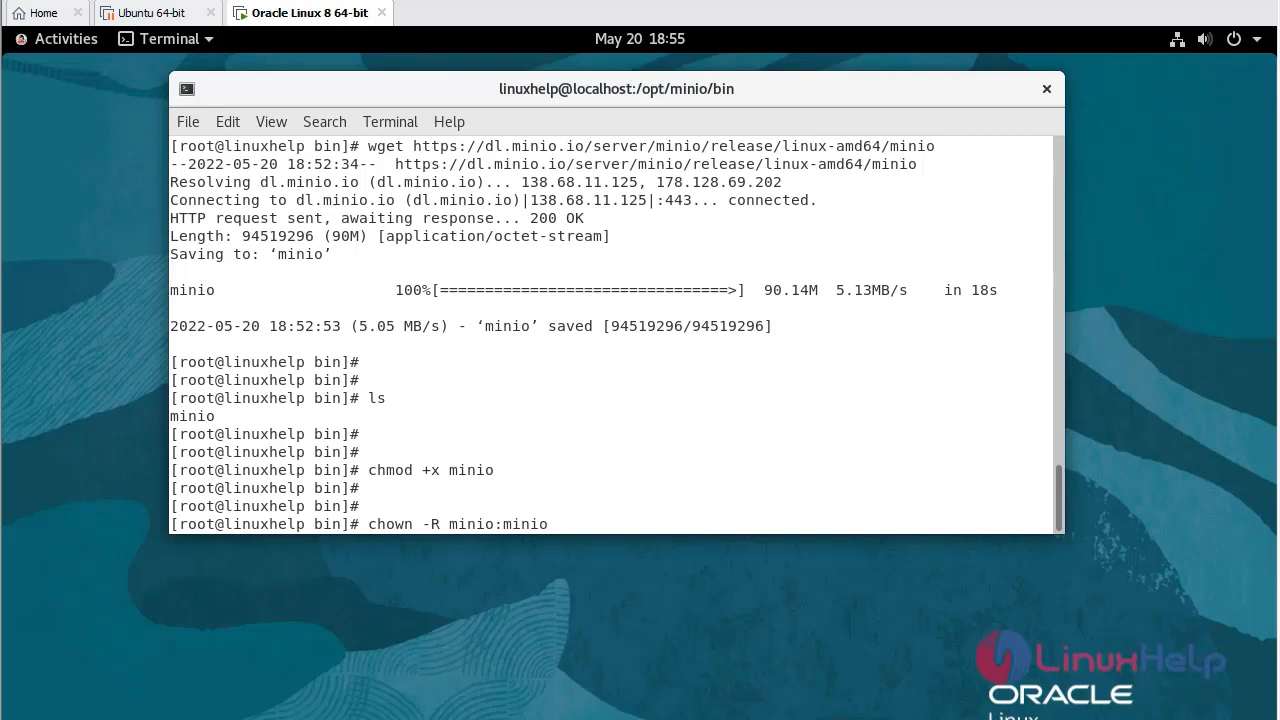 Home
Ubuntu 64-bit
Oracle Linux 8 64-bit
Activities
Terminal
May 20 18:55
linuxhelp@localhost:/opt/minio/bin
File Edit View Search Terminal Help
[root@linuxhelp bin]# wget https://dl.minio.io/server/minio/release/linux-amd64/minio
--2022-05-20 18:52:34-- https://dl.minio.io/server/minio/release/linux-amd64/minio
Resolving dl.minio.io (dl.minio.io)... 138.68.11.125, 178.128.69.202
Connecting to dl.minio.io (dl.minio.io)|138.68.11.125|:443... connected.
HTTP request sent, awaiting response... 200 OK
Length: 94519296 (90M) [application/octet-stream]
Saving to: ‘minio’
minio 100%[================================>] 90.14M 5.13MB/s in 18s
2022-05-20 18:52:53 (5.05 MB/s) - ‘minio’ saved [94519296/94519296]
[root@linuxhelp bin]#
[root@linuxhelp bin]#
[root@linuxhelp bin]# ls
minio
[root@linuxhelp bin]#
[root@linuxhelp bin]#
[root@linuxhelp bin]# chmod +x minio
[root@linuxhelp bin]#
[root@linuxhelp bin]#
[root@linuxhelp bin]# chown -R minio:minio
LinuxHelp
ORACLE
Linux